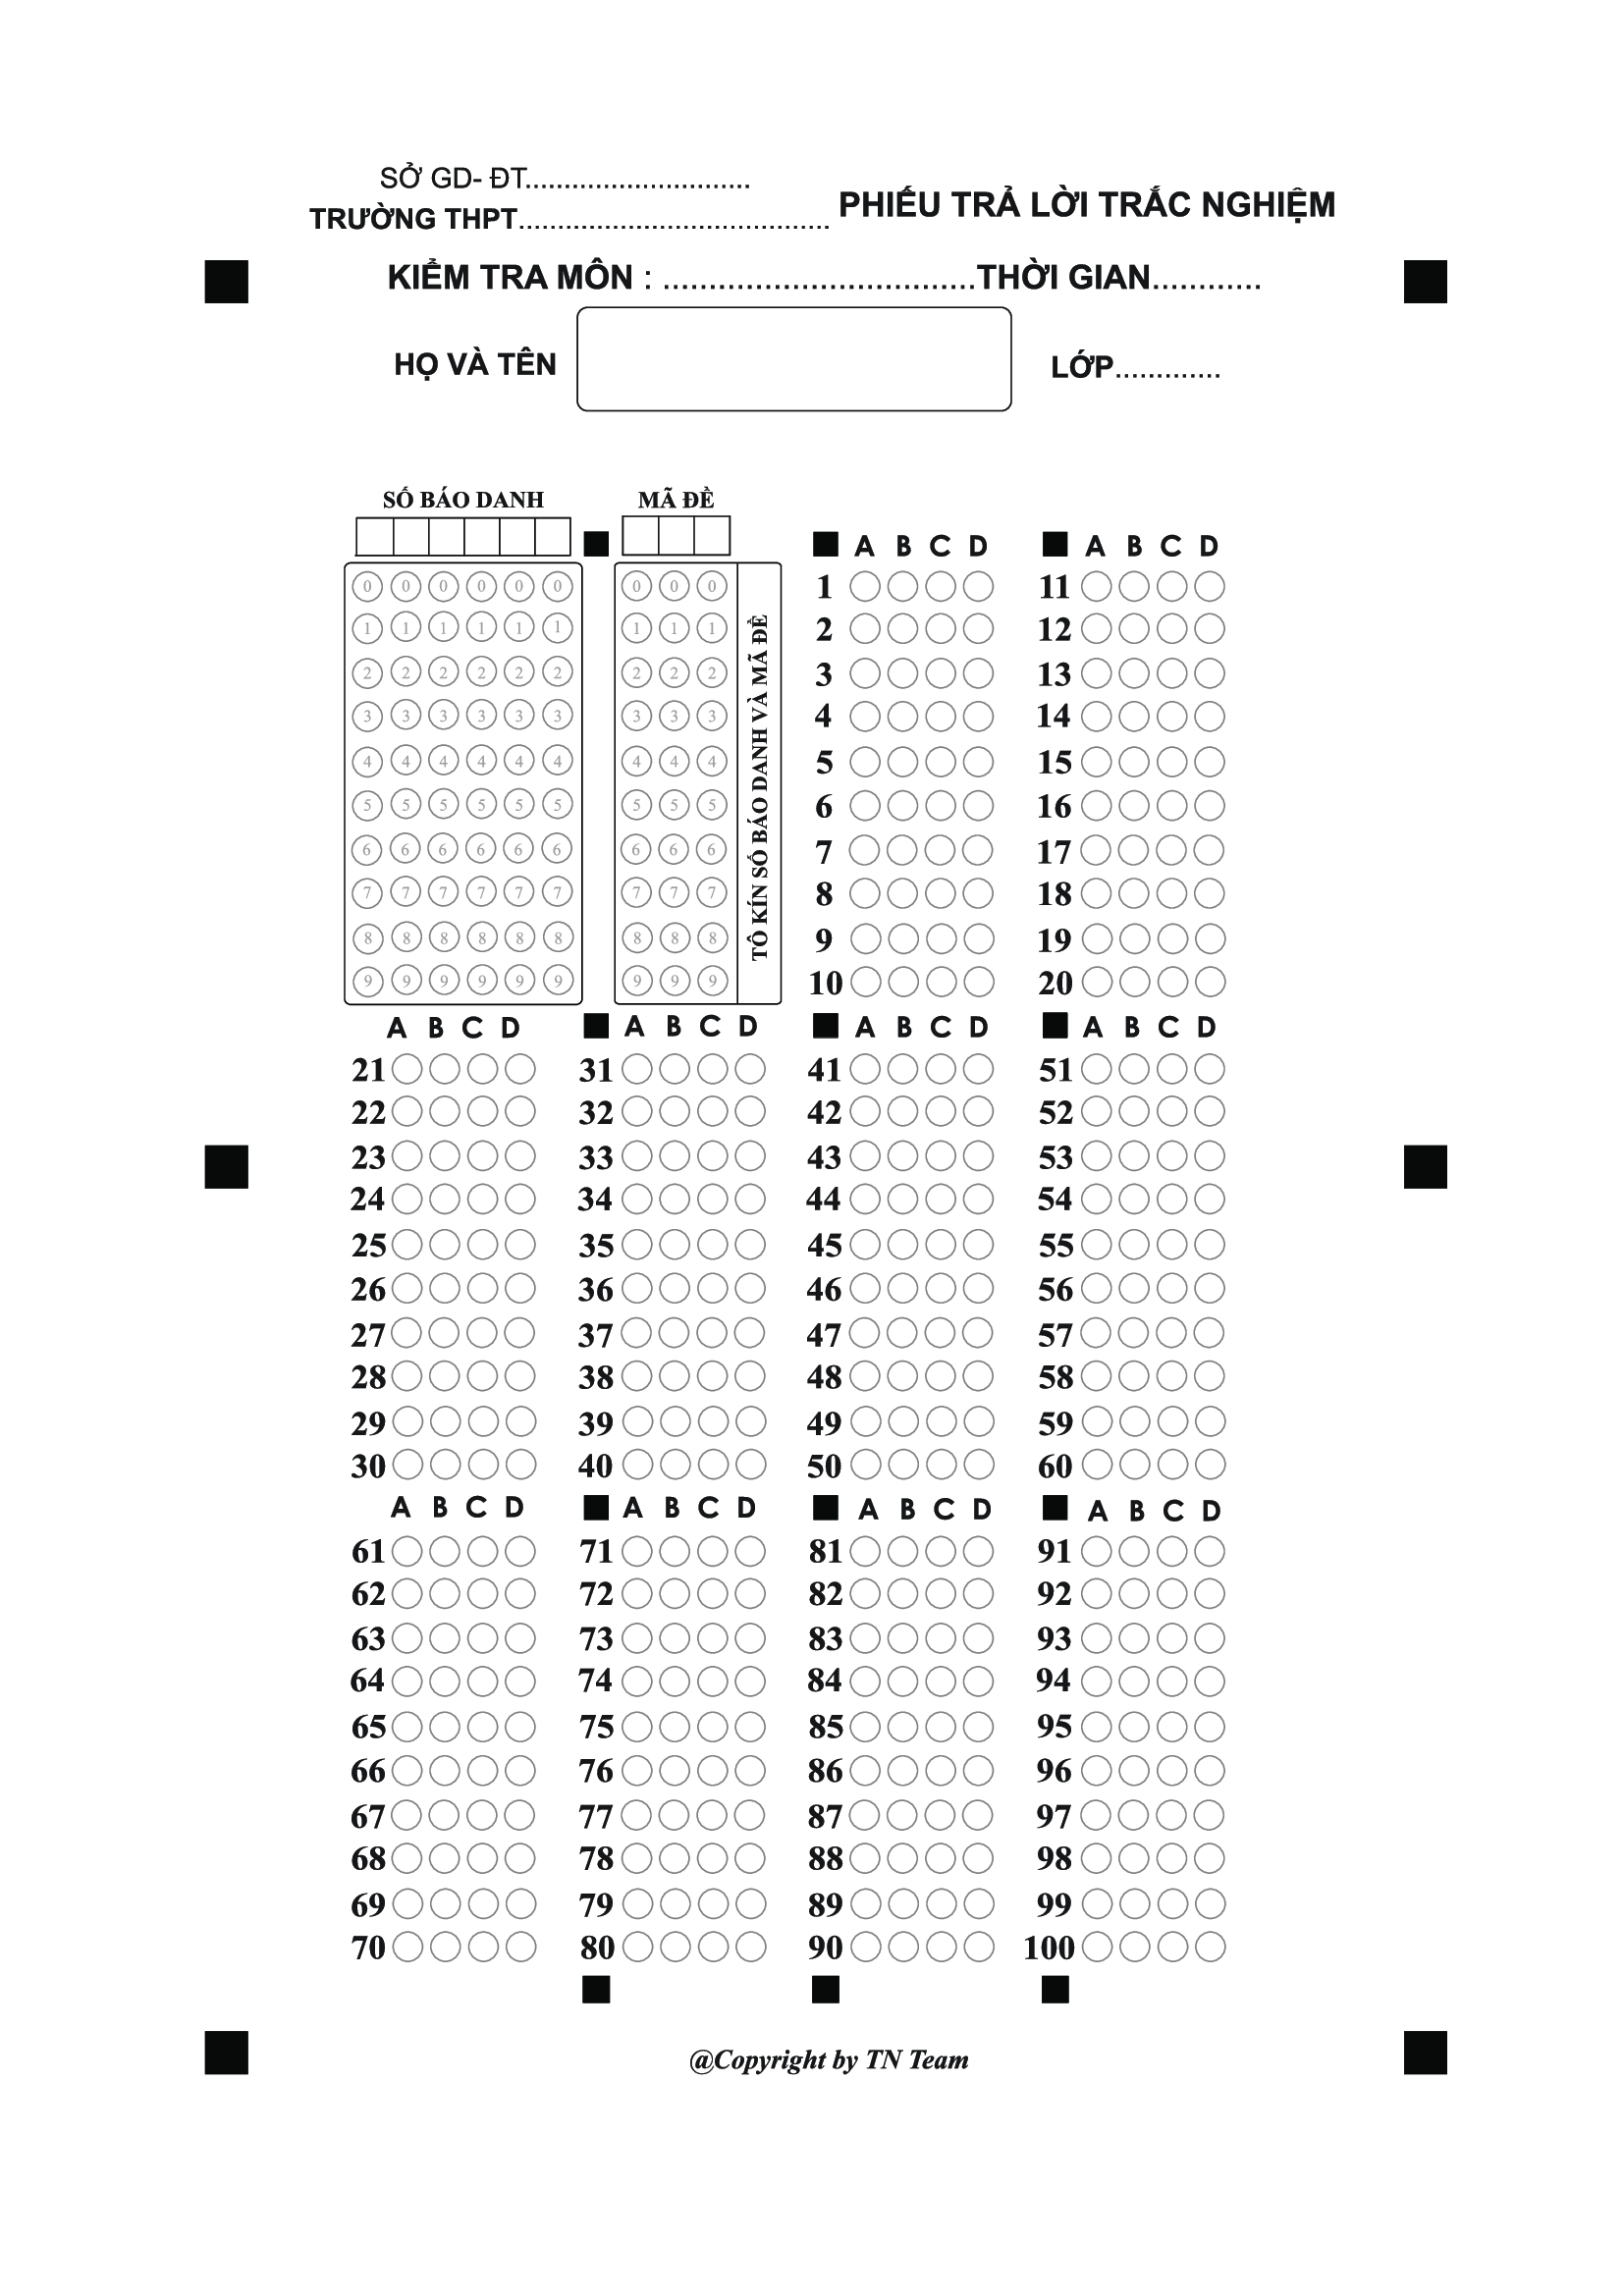 SỞ GD- ĐT............................
TRƯỜNG THPT.......................................
PHIẾU TRẢ LỜI TRẮC NGHIỆM
KIỂM TRA MÔN : .................................THỜI GIAN............
HỌ VÀ TÊN
LỚP.............
SỐ BÁO DANH
0 0 0 0 0 0
1 1 1 1 1 1
2 2 2 2 2 2
3 3 3 3 3 3
4 4 4 4 4 4
5 5 5 5 5 5
6 6 6 6 6 6
7 7 7 7 7 7
8 8 8 8 8 8
9 9 9 9 9 9
MÃ ĐỀ
0 0 0
1 1 1
2 2 2
3 3 3
4 4 4
5 5 5
6 6 6
7 7 7
8 8 8
9 9 9
TÔ KÍN SỐ BÁO DANH VÀ MÃ ĐỀ
A B C D
1
2
3
4
5
6
7
8
9
10
A B C D
11
12
13
14
15
16
17
18
19
20
A B C D
21
22
23
24
25
26
27
28
29
30
A B C D
31
32
33
34
35
36
37
38
39
40
A B C D
41
42
43
44
45
46
47
48
49
50
A B C D
51
52
53
54
55
56
57
58
59
60
A B C D
61
62
63
64
65
66
67
68
69
70
A B C D
71
72
73
74
75
76
77
78
79
80
A B C D
81
82
83
84
85
86
87
88
89
90
A B C D
91
92
93
94
95
96
97
98
99
100
@Copyright by TN Team